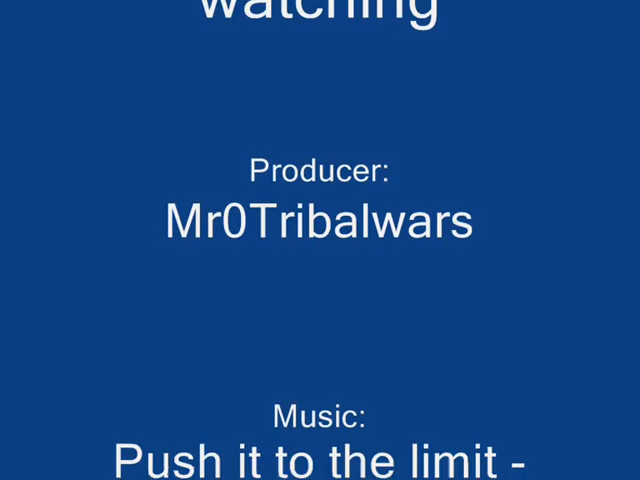 watching
Producer:
Mr0Tribalwars
Music:
Push it to the limit -